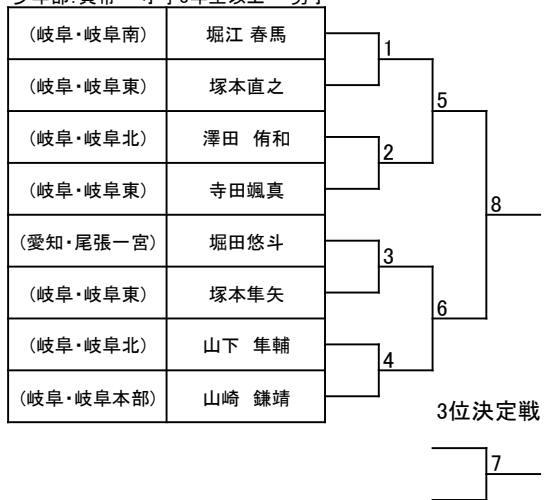 (岐阜・岐阜南) 堀江 春馬
1
(岐阜・岐阜東) 塚本直之
5
(岐阜・岐阜北) 澤田 侑和
2
(岐阜・岐阜東) 寺田颯真
8
(愛知・尾張一宮) 堀田悠斗
3
(岐阜・岐阜東) 塚本隼矢
6
(岐阜・岐阜北) 山下 隼輔
4
(岐阜・岐阜本部) 山崎 鎌靖
3位決定戦
7